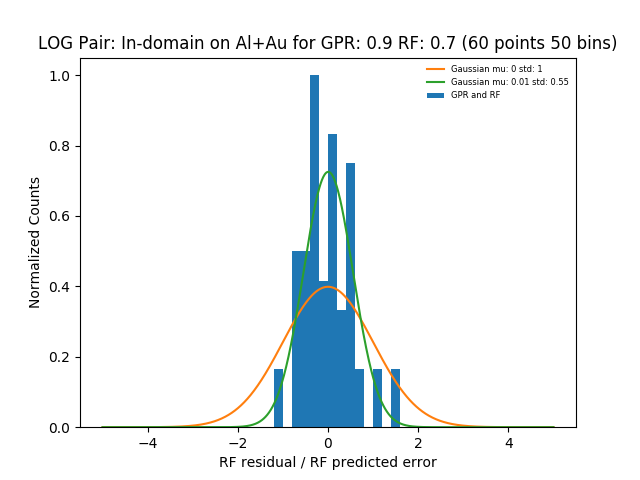 LOG Pair: In-domain on Al+Au for GPR: 0.9 RF: 0.7 (60 points 50 bins)
Gaussian mu: 0 std: 1
Gaussian mu: 0.01 std: 0.55
GPR and RF
Normalized Counts
1.0
0.8
0.6
0.4
0.2
0.0
−4
−2
0
2
4
RF residual / RF predicted error